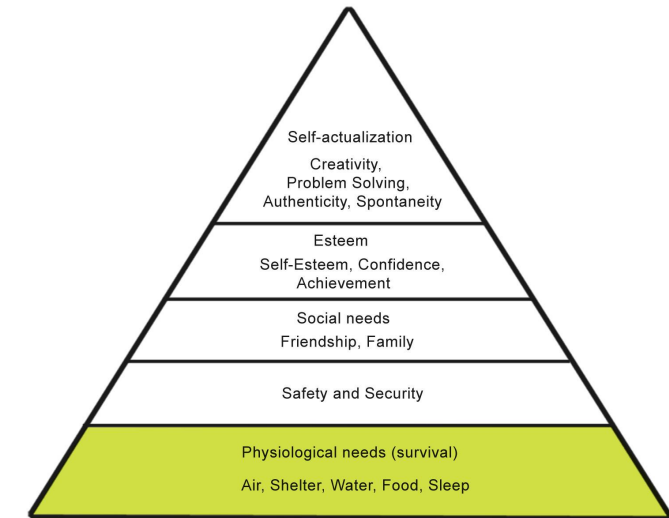 Self-actualization
Creativity,
Problem Solving,
Authenticity, Spontaneity
Esteem
Self-Esteem, Confidence,
Achievement
Social needs
Friendship, Family
Safety and Security
Physiological needs (survival)
Air, Shelter, Water, Food, Sleep